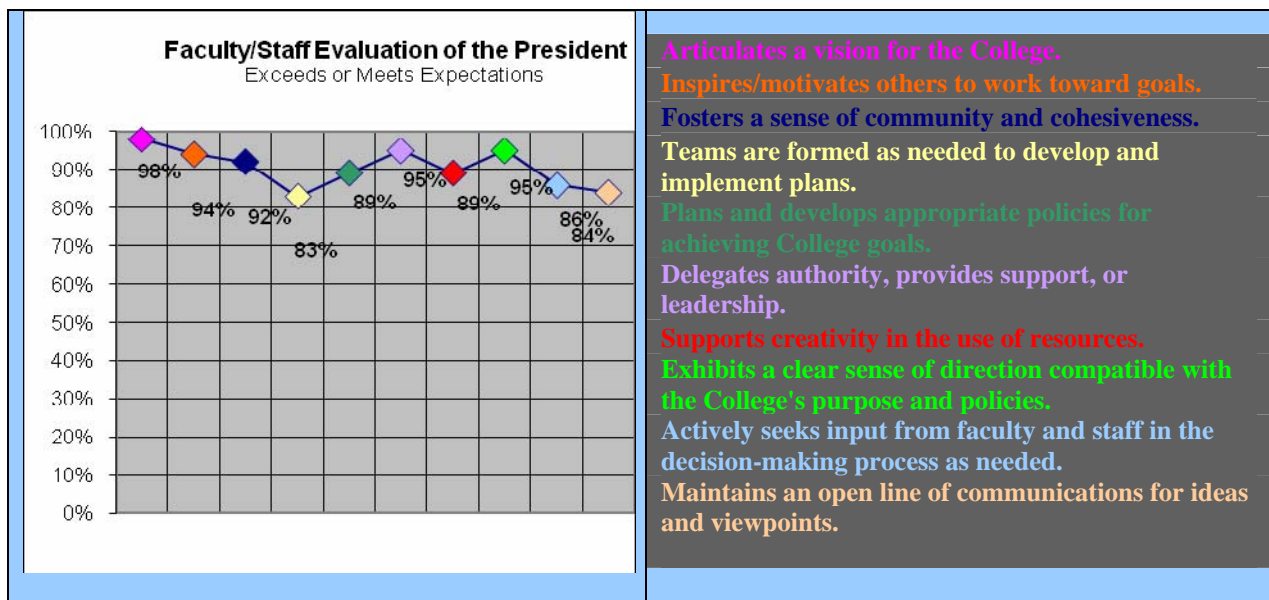 Faculty/Staff Evaluation of the President
Exceeds or Meets Expectations
100%
90%
80%
70%
60%
50%
40%
30%
20%
10%
0%
98%
94%
92%
83%
89%
95%
89%
95%
86%
84%
Articulates a vision for the College.
Inspires/motivates others to work toward goals.
Fosters a sense of community and cohesiveness.
Teams are formed as needed to develop and
implement plans.
Plans and develops appropriate policies for
achieving College goals.
Delegates authority, provides support, or
leadership.
Supports creativity in the use of resources.
Exhibits a clear sense of direction compatible with
the College's purpose and policies.
Actively seeks input from faculty and staff in the
decision-making process as needed.
Maintains an open line of communications for ideas
and viewpoints.